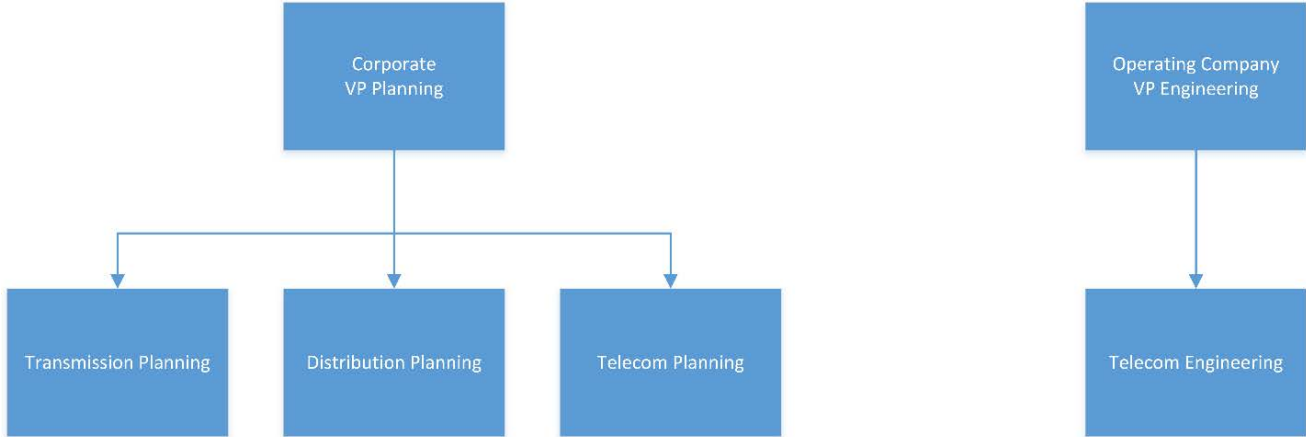 Corporate
VP Planning
Operating Company
VP Engineering
Transmission Planning
Distribution Planning
Telecom Planning
Telecom Engineering